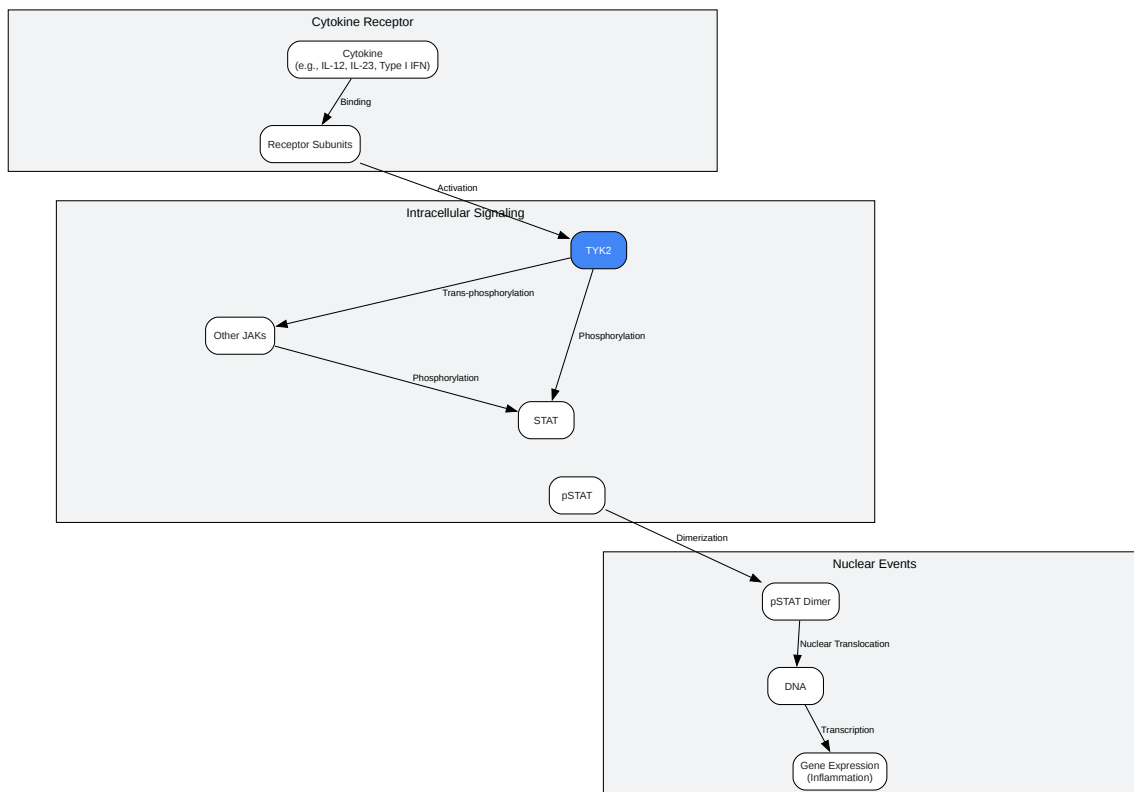 Cytokine Receptor
Cytokine
(e.g., IL-12, IL-23, Type I IFN)
Binding
Receptor Subunits
Activation
Intracellular Signaling
TYK2
Trans-phosphorylation
Other JAKs
Phosphorylation
Phosphorylation
STAT
pSTAT
Dimerization
Nuclear Events
pSTAT Dimer
Nuclear Translocation
DNA
Transcription
Gene Expression
(Inflammation)